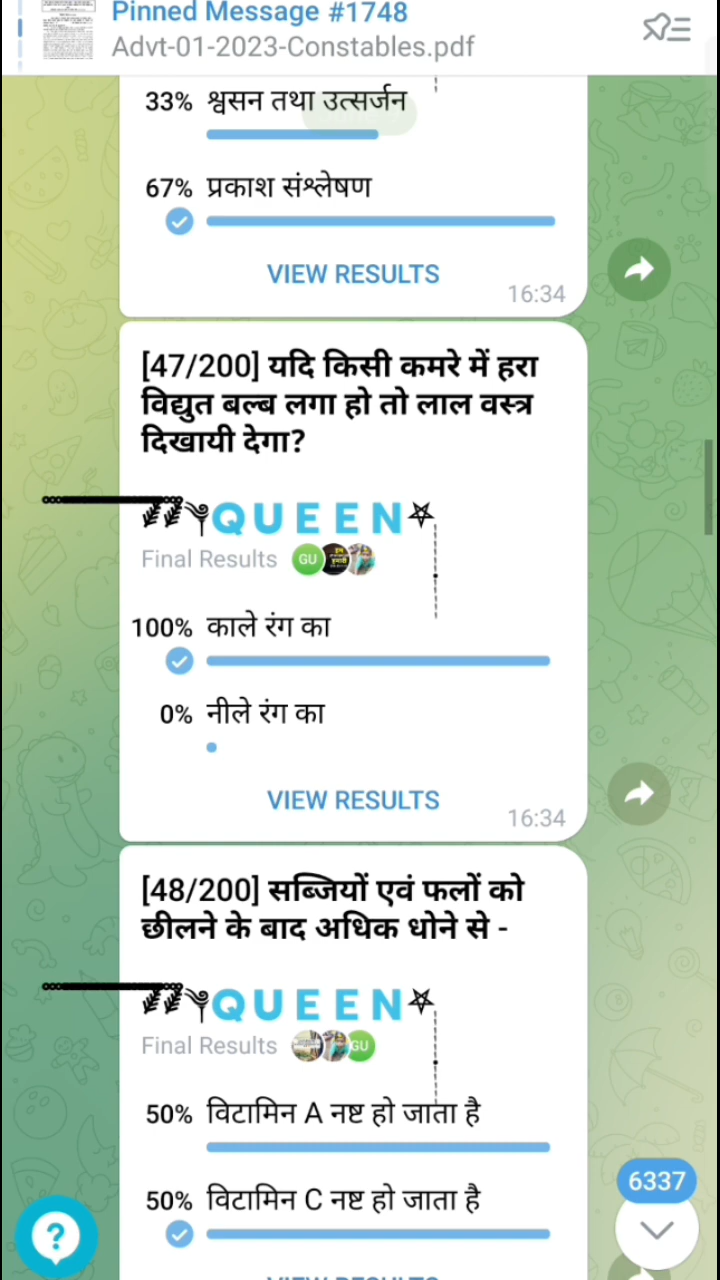 Pinned Message #1748
Advt-01-2023-Constables.pdf
33% श्वसन तथा उत्सर्जन
67% प्रकाश संश्लेषण
VIEW RESULTS
16:34
[47/200] यदि किसी कमरे में हरा
विद्युत बल्ब लगा हो तो लाल वस्त्र
दिखायी देगा?
QUEEN
Final Results GU
100% काले रंग का
0% नीले रंग का
VIEW RESULTS
16:34
[48/200] सब्जियों एवं फलों को
छीलने के बाद अधिक धोने से -
QUEEN
Final Results GU
50% विटामिन A नष्ट हो जाता है
6337
50% विटामिन C नष्ट हो जाता है
?
VIEW RESULTS